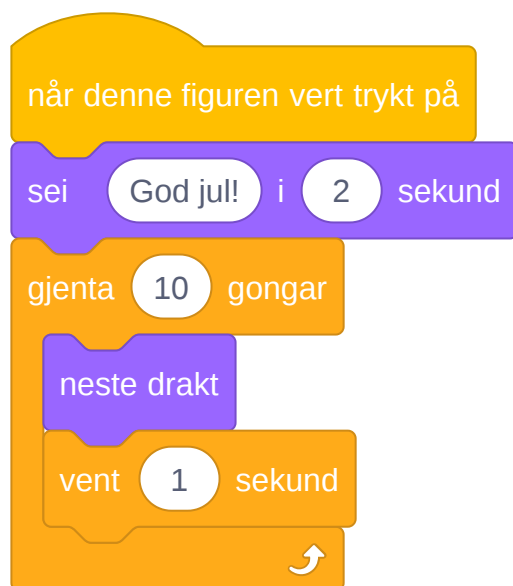 når denne figuren vert trykt på
sei God jul! i 2 sekund
gjenta 10 gongar
neste drakt
vent 1 sekund